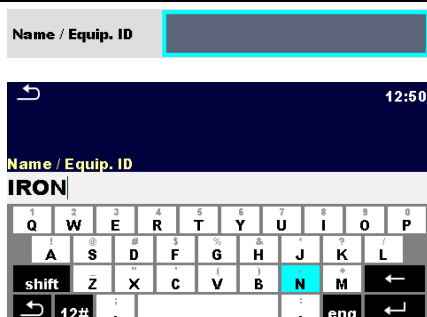 Name / Equip. ID
12:50
Name / Equip. ID
IRON
1 2 3 4 5 6 7 8 9 0
Q W E R T Y U I O P
! @ # $ % & * ? /
A S D F G H J K L
shift Z X C V B N M
12# eng